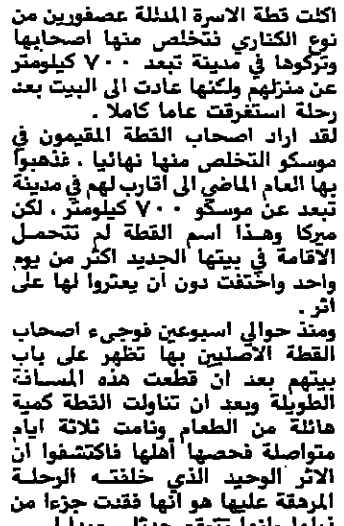 اكلت قطة الاسرة المدللة عصفورين من
نوع الكناري فتخلص منها اصحابها
وتركوها في مدينة تبعد ٧٠٠ كيلومتر
عن منزلهم ولكنها عادت الى البيت بعد
رحلة استغرقت عاما كاملا .
لقد اراد اصحاب القطة المقيمون في
موسكو التخلص منها نهائيا ، فذهبوا
بها العام الماضي الى اقارب لهم في مدينة
تبعد عن موسكو ٧٠٠ كيلومتر ، لكن
ميركا وهذا اسم القطة لم تتحمل
الاقامة في بيتها الجديد اكثر من يوم
واحد واختفت دون ان يعثروا لها على
اثر .
ومنذ حوالي اسبوعين فوجىء اصحاب
القطة الاصليين بها تظهر على باب
بيتهم بعد ان قطعت هذه المسافة
الطويلة وبعد ان تناولت القطة كمية
هائلة من الطعام ونامت ثلاثة ايام
متواصلة فحصها أهلها فاكتشفوا ان
الاثر الوحيد الذي خلفته الرحلة
المرهقة عليها هو انها فقدت جزءا من